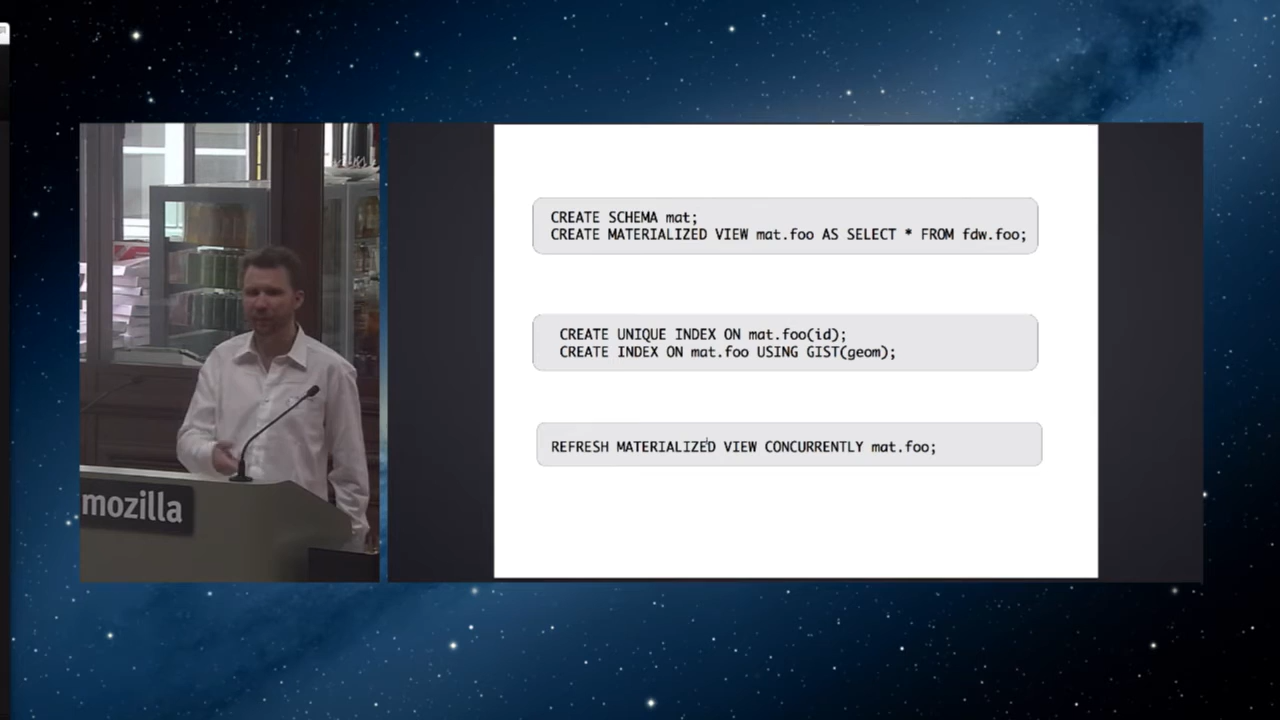 mozilla
CREATE SCHEMA mat;
CREATE MATERIALIZED VIEW mat.foo AS SELECT * FROM fdw.foo;
CREATE UNIQUE INDEX ON mat.foo(id);
CREATE INDEX ON mat.foo USING GIST(geom);
REFRESH MATERIALIZED VIEW CONCURRENTLY mat.foo;